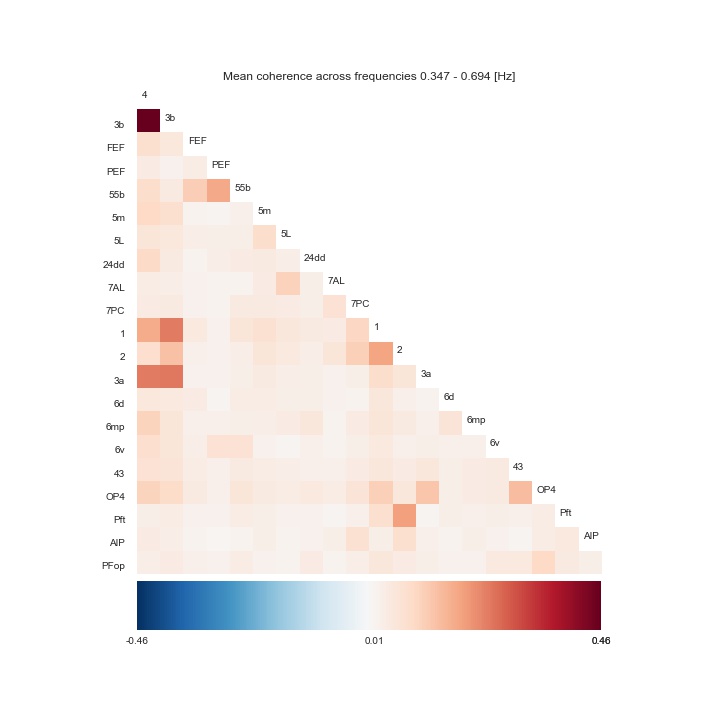 Mean coherence across frequencies 0.347 - 0.694 [Hz]
4
3b 3b
FEF FEF
PEF PEF
55b 55b
5m 5m
5L 5L
24dd 24dd
7AL 7AL
7PC 7PC
1 1
2 2
3a 3a
6d 6d
6mp 6mp
6v 6v
43 43
OP4 OP4
Pft Pft
AIP AIP
PFop
-0.46 0.01 0.46